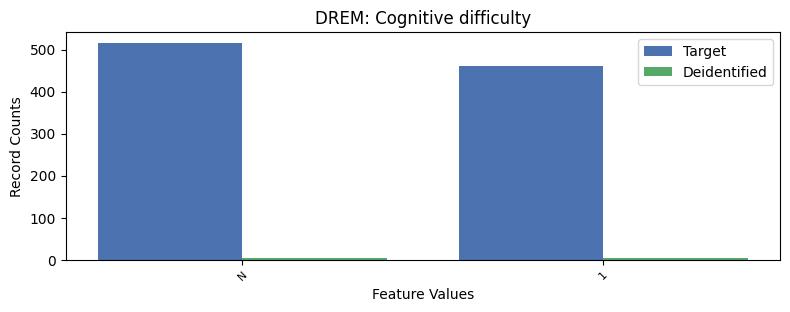 DREM: Cognitive difficulty
Target
Deidentified
Record Counts
500
400
300
200
100
0
N
1
Feature Values